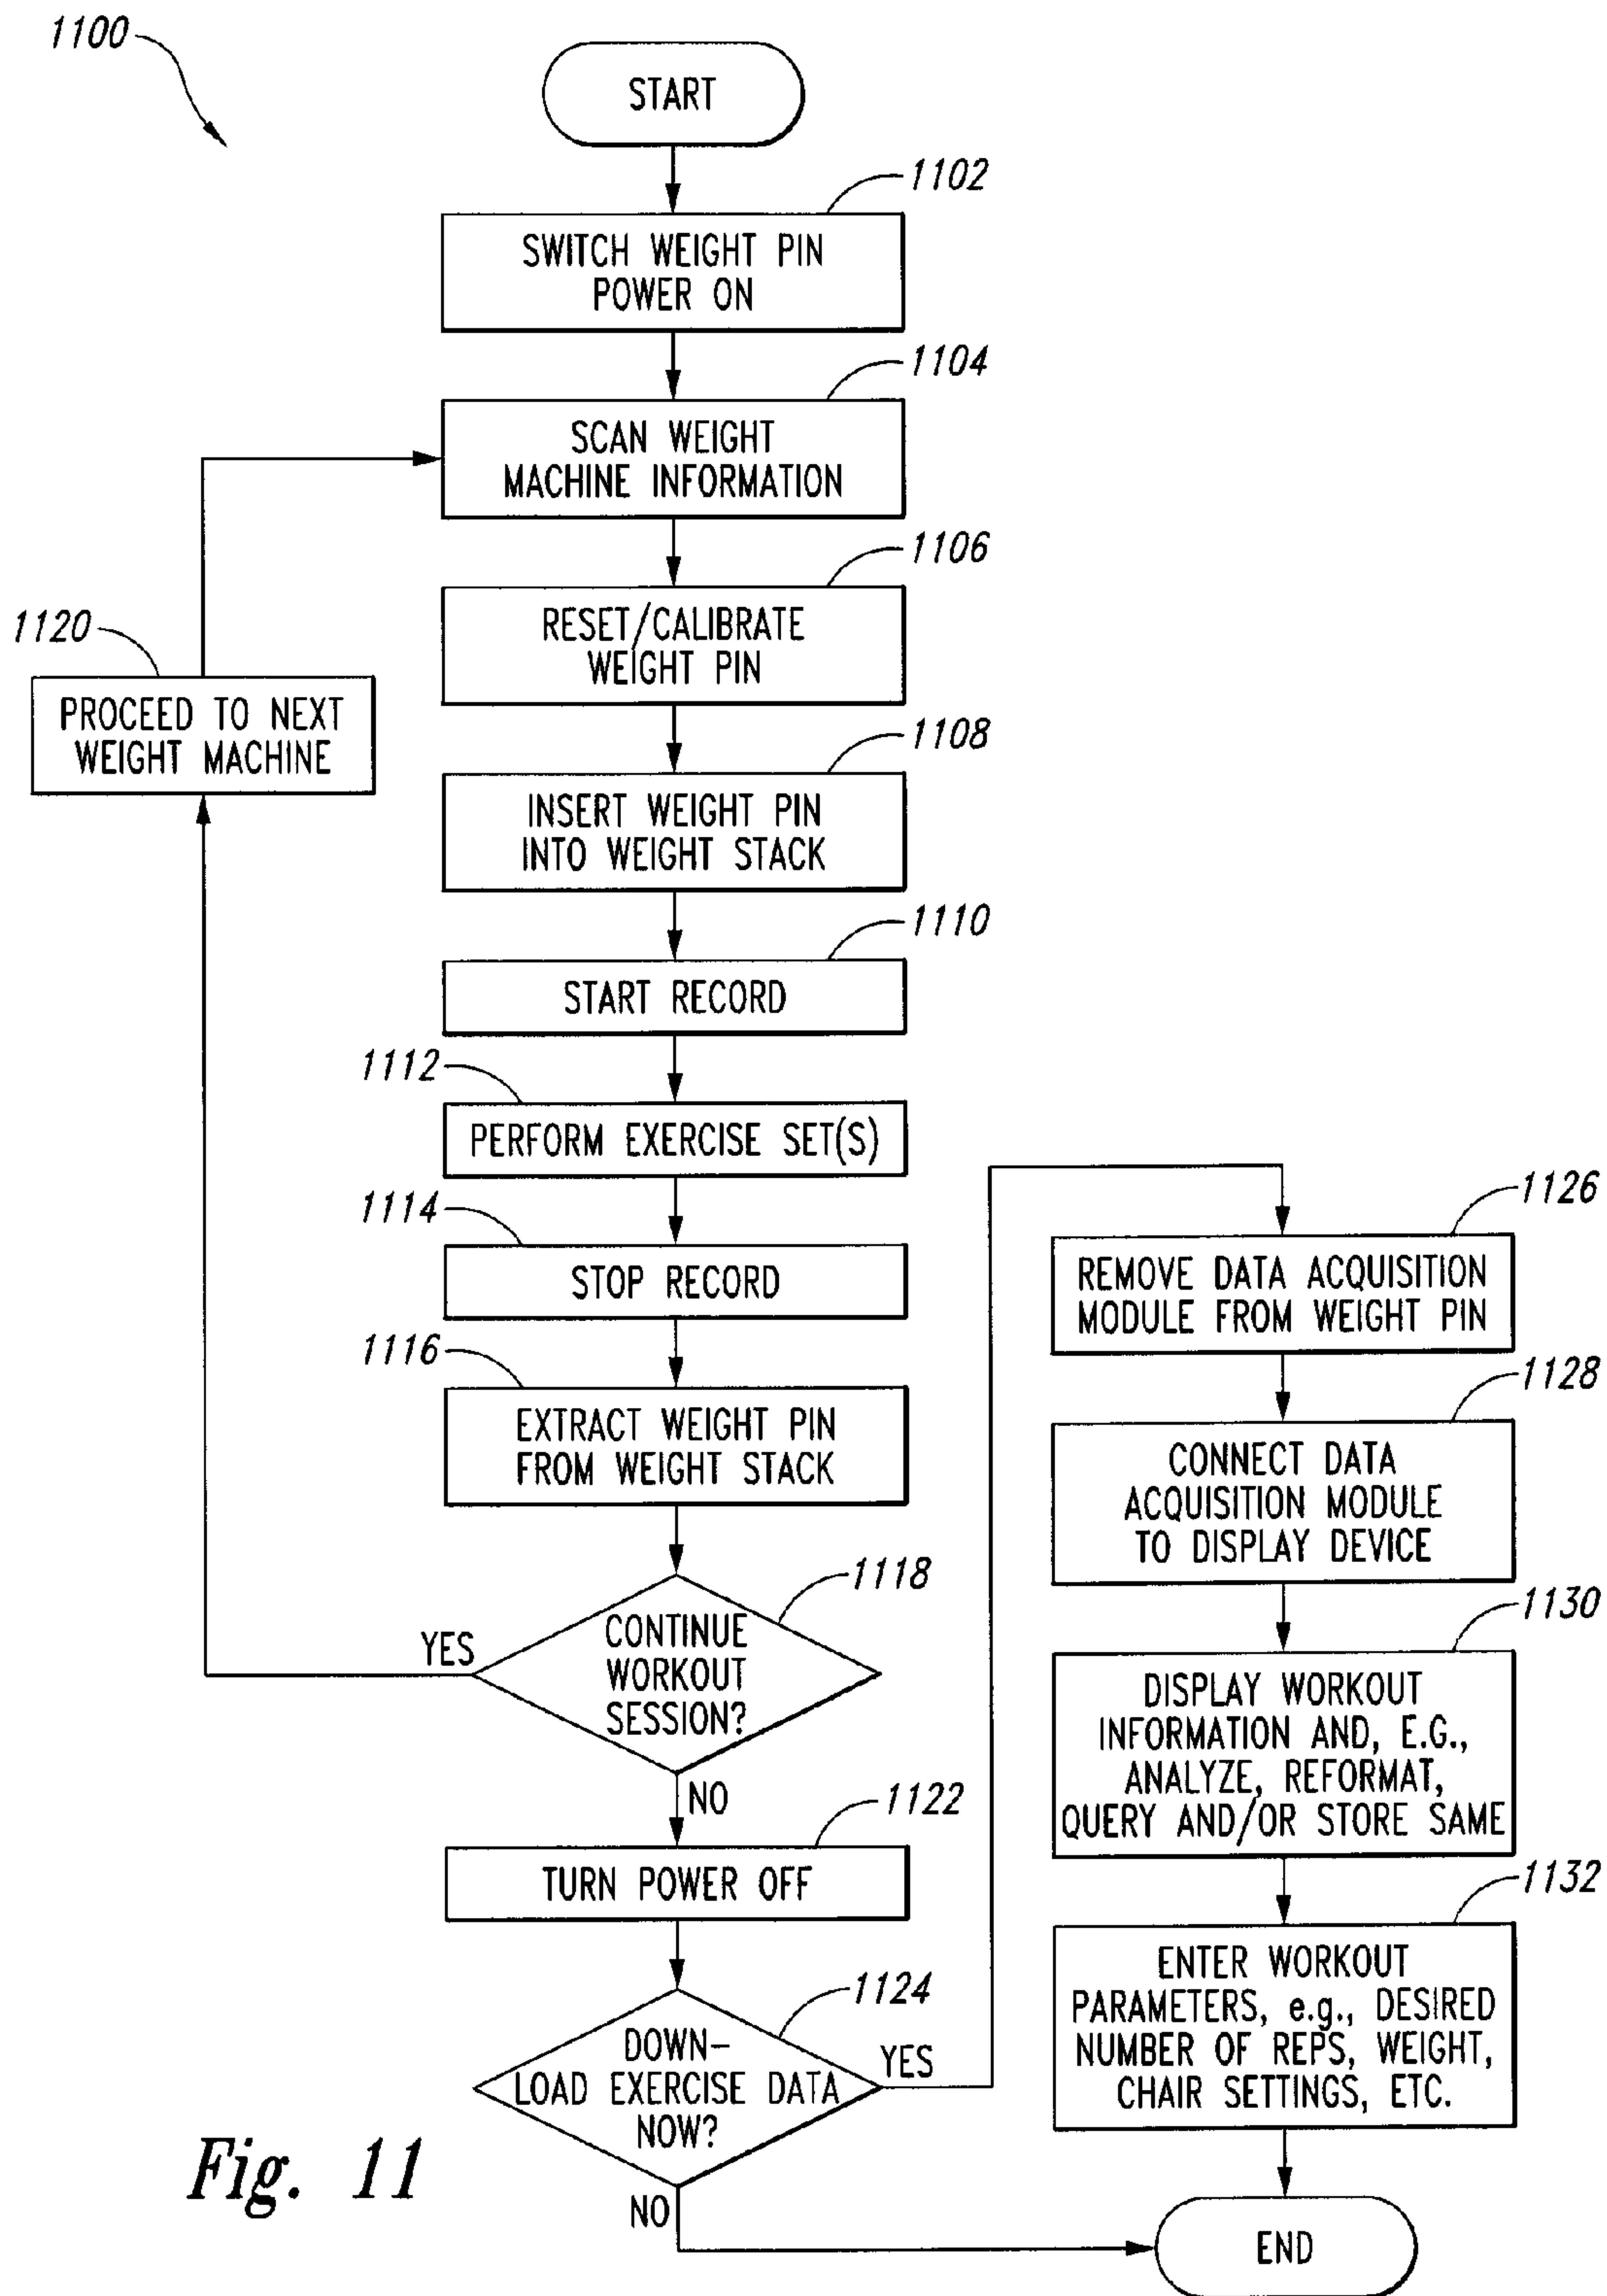 1100
START
1102
SWITCH WEIGHT PIN
POWER ON
1104
SCAN WEIGHT
MACHINE INFORMATION
1106
RESET/CALIBRATE
WEIGHT PIN
1120
PROCEED TO NEXT
WEIGHT MACHINE
1108
INSERT WEIGHT PIN
INTO WEIGHT STACK
1110
START RECORD
1112
PERFORM EXERCISE SET(S)
1114
STOP RECORD
1116
EXTRACT WEIGHT PIN
FROM WEIGHT STACK
1118
CONTINUE
WORKOUT
SESSION?
YES
NO
1122
TURN POWER OFF
1124
DOWN-
LOAD EXERCISE DATA
NOW?
YES
NO
1126
REMOVE DATA ACQUISITION
MODULE FROM WEIGHT PIN
1128
CONNECT DATA
ACQUISITION MODULE
TO DISPLAY DEVICE
1130
DISPLAY WORKOUT
INFORMATION AND, E.G.,
ANALYZE, REFORMAT,
QUERY AND/OR STORE SAME
1132
ENTER WORKOUT
PARAMETERS, e.g., DESIRED
NUMBER OF REPS, WEIGHT,
CHAIR SETTINGS, ETC.
END
Fig. 11